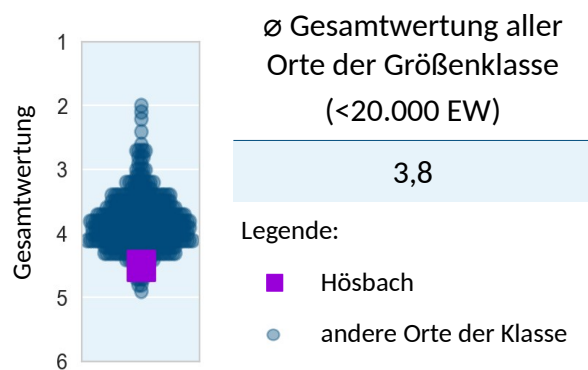 ø Gesamtwertung aller
Orte der Größenklasse
(<20.000 EW)
3,8
Legende:
Hösbach
andere Orte der Klasse
Gesamtwertung
1
2
3
4
5
6